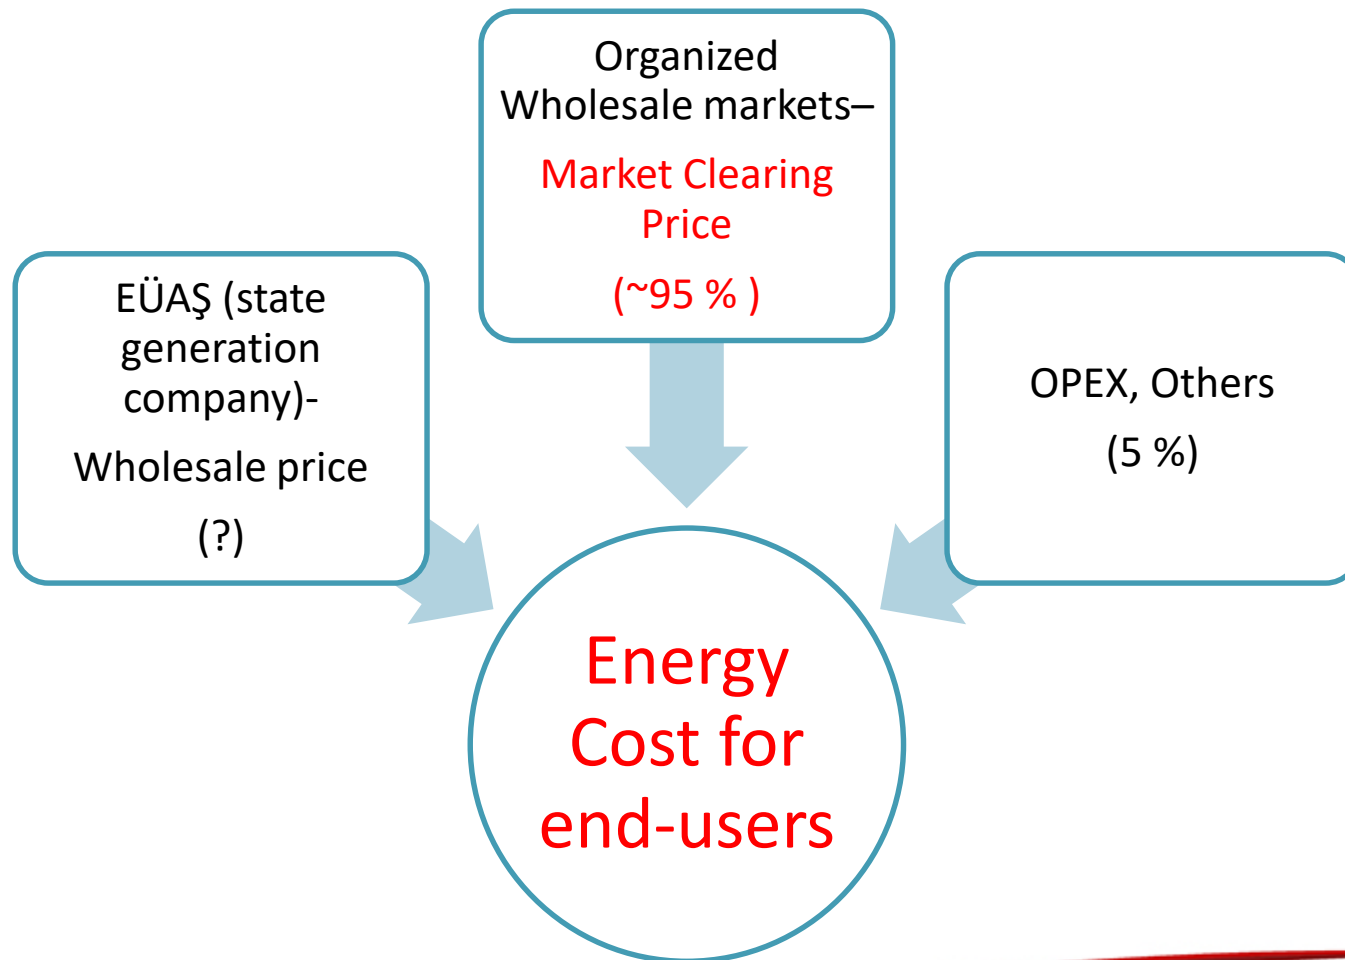 Organized
Wholesale markets–
Market Clearing
Price
(~95 % )
EÜAŞ (state
generation
company)-
Wholesale price
(?)
OPEX, Others
(5 %)
Energy
Cost for
end-users